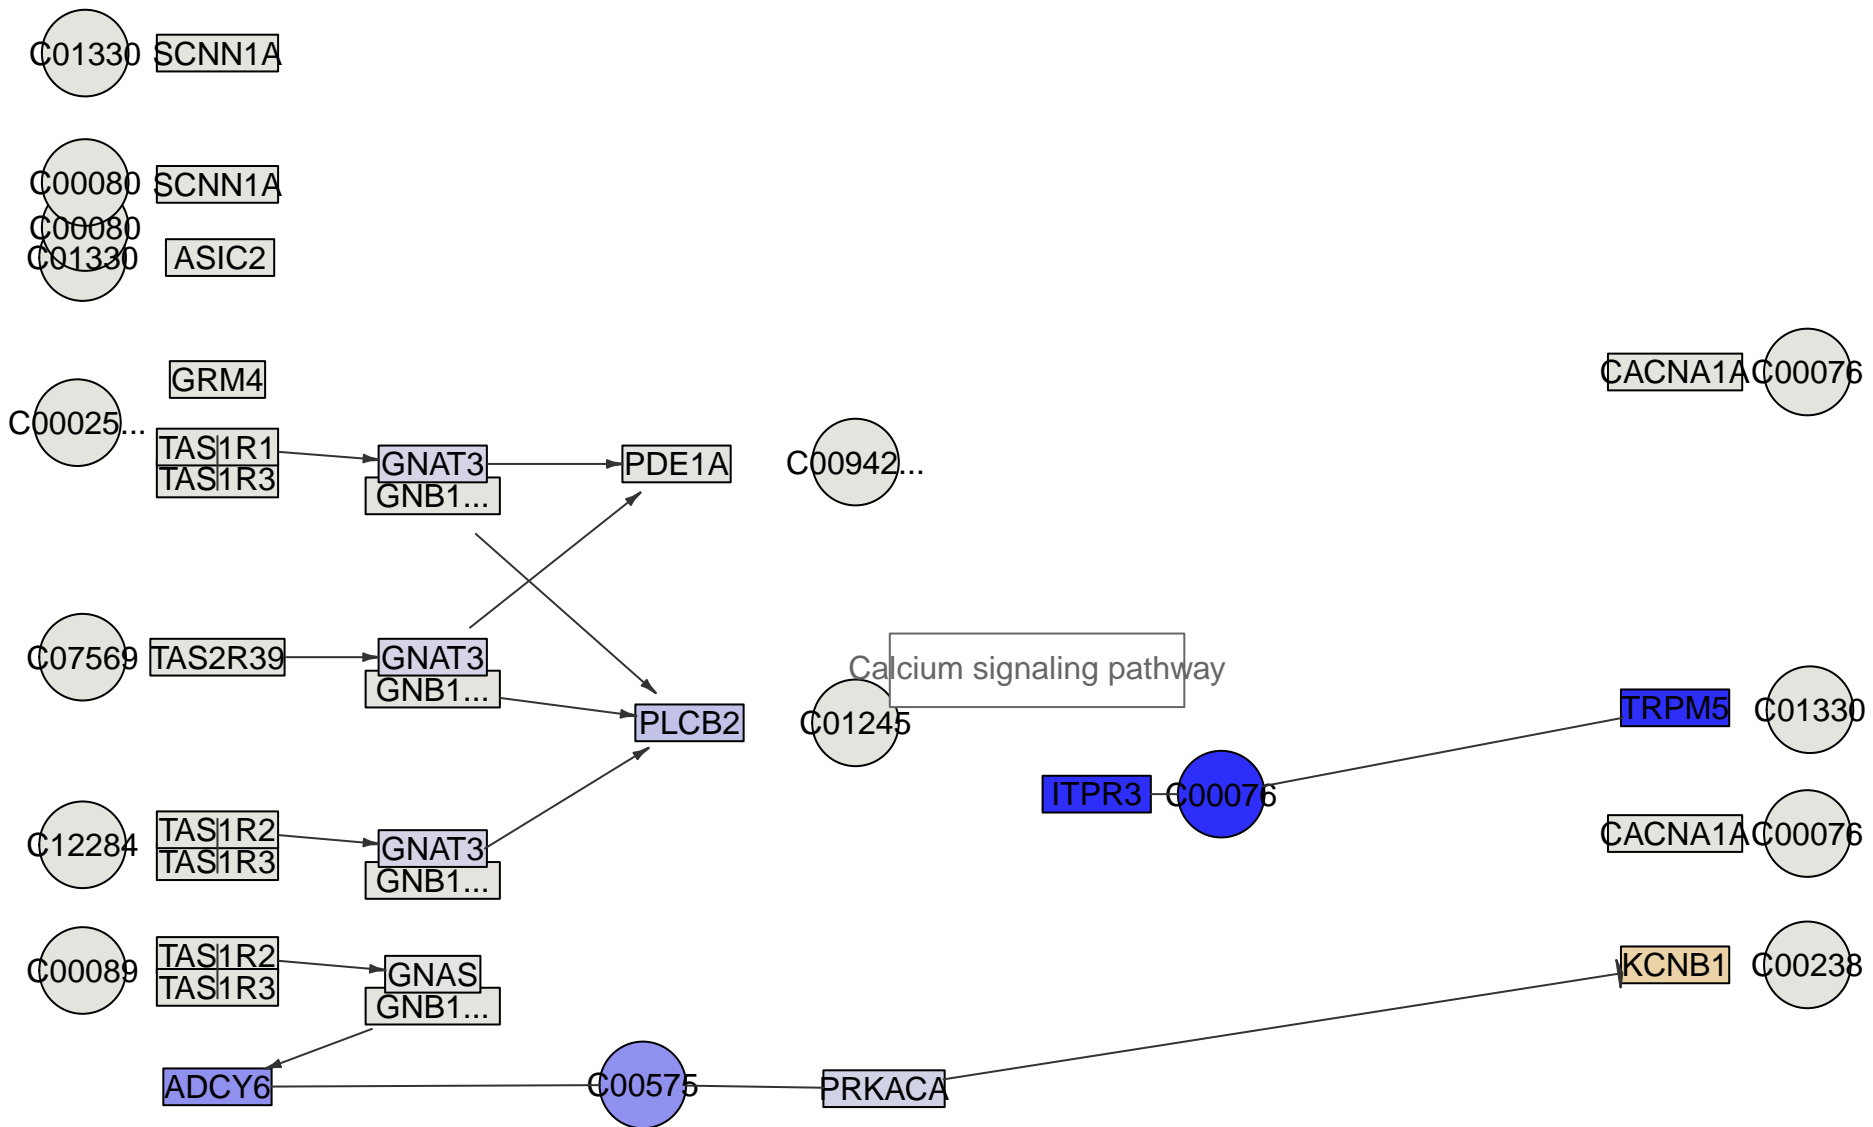 C01330 SCNN1A
C00080 SCNN1A
C00080
C01330 ASIC2
GRM4
CACNA1A C00076
C00025...
TAS1R1
GNAT3 PDE1A C00942...
TAS1R3
GNB1...
C07569 TAS2R39 GNAT3
Calcium signaling pathway
GNB1...
PLCB2 C01245
TRPM5 C01330
ITPR3 C00076
C12284 TAS1R2
GNAT3
CACNA1A C00076
TAS1R3
GNB1...
C00089 TAS1R2
GNAS
KCNB1 C00238
TAS1R3
GNB1...
ADCY6 C00575 PRKACA